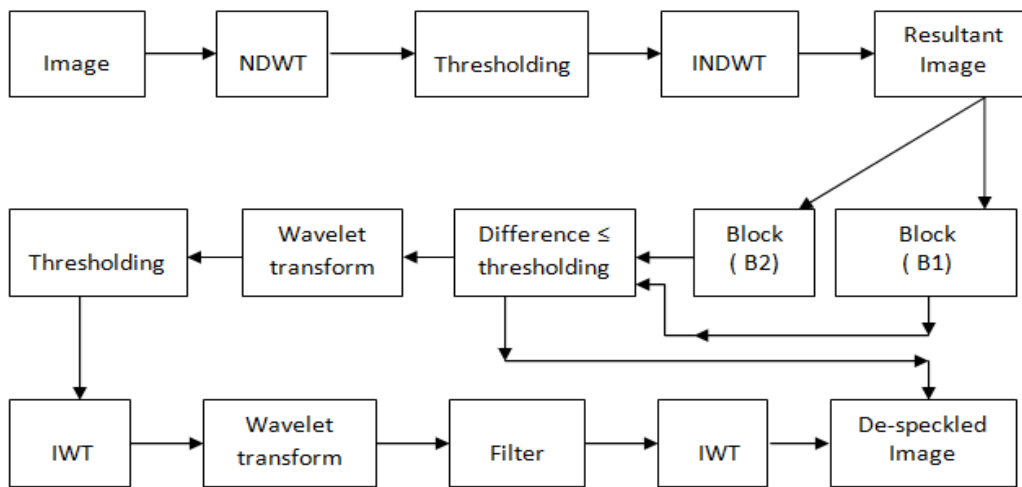 Image
NDWT
Thresholding
INDWT
Resultant
Image
Thresholding
Wavelet
transform
Difference ≤
thresholding
Block
( B2)
Block
( B1)
IWT
Wavelet
transform
Filter
IWT
De-speckled
Image